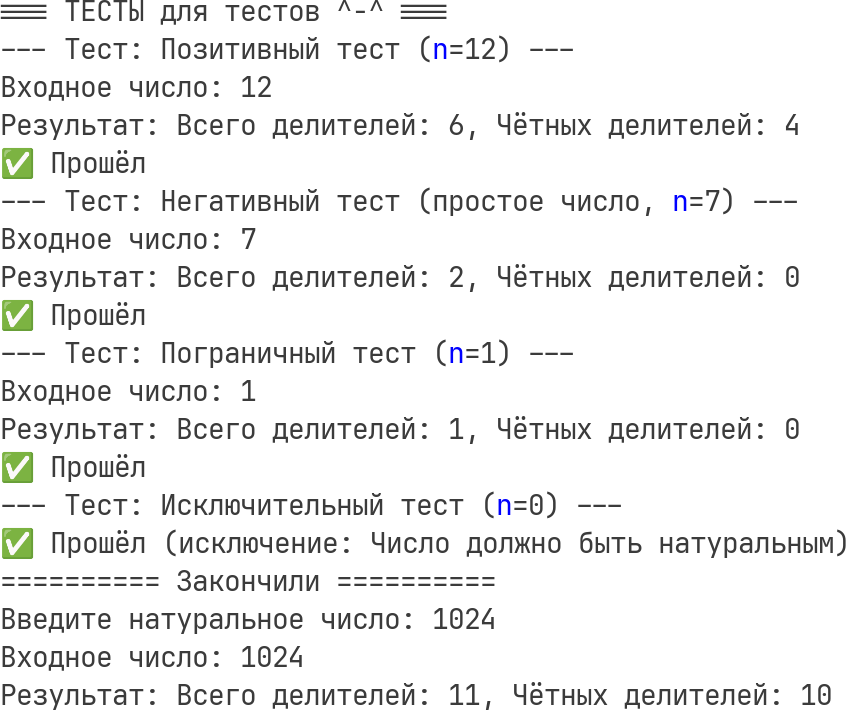 === ТЕСТЫ для тестов ^-^ ===
--- Тест: Позитивный тест (n=12) ---
Входное число: 12
Результат: Всего делителей: 6, Чётных делителей: 4
✅ Прошёл
--- Тест: Негативный тест (простое число, n=7) ---
Входное число: 7
Результат: Всего делителей: 2, Чётных делителей: 0
✅ Прошёл
--- Тест: Пограничный тест (n=1) ---
Входное число: 1
Результат: Всего делителей: 1, Чётных делителей: 0
✅ Прошёл
--- Тест: Исключительный тест (n=0) ---
✅ Прошёл (исключение: Число должно быть натуральным)
========== Закончили ==========
Введите натуральное число: 1024
Входное число: 1024
Результат: Всего делителей: 11, Чётных делителей: 10